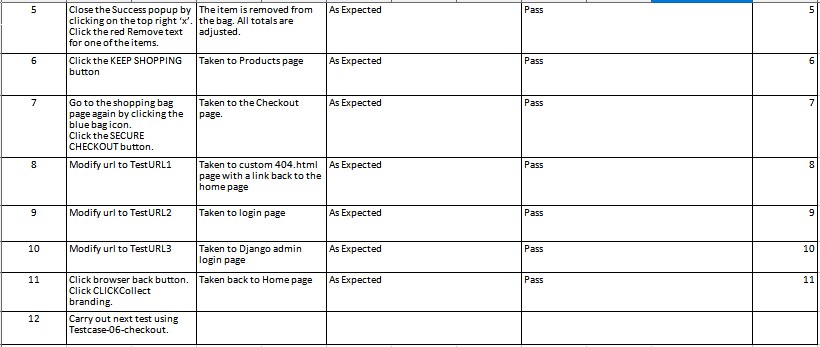 5 Close the Success popup by The item is removed from As Expected Pass 5
clicking on the top right ‘x’. the bag. All totals are
Click the red Remove text adjusted.
for one of the items.
6 Click the KEEP SHOPPING Taken to Products page As Expected Pass 6
button
7 Go to the shopping bag Taken to the Checkout As Expected Pass 7
page again by clicking the page.
blue bag icon.
Click the SECURE
CHECKOUT button.
8 Modify url to TestURL1 Taken to custom 404.html As Expected Pass 8
page with a link back to the
home page
9 Modify url to TestURL2 Taken to login page As Expected Pass 9
10 Modify url to TestURL3 Taken to Django admin As Expected Pass 10
login page
11 Click browser back button. Taken back to Home page As Expected Pass 11
Click CLICKCollect
branding.
12 Carry out next test using
Testcase-06-checkout.